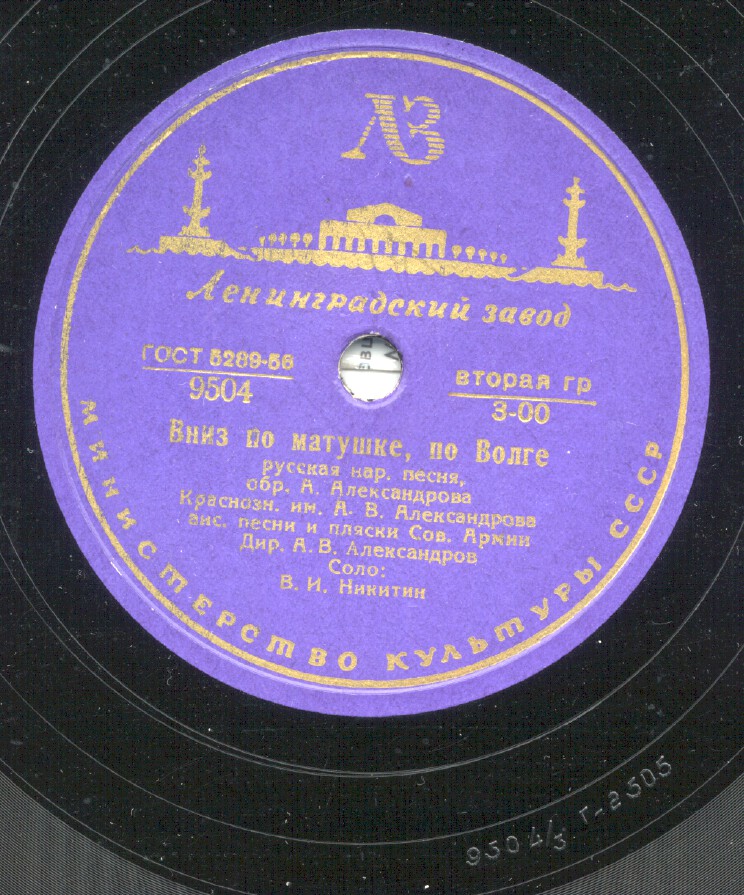 ЛЗ
Ленинградский завод
ГОСТ 5289-56
9504
вторая гр
3-00
Вниз по матушке, по Волге
русская нар. песня,
обр. А. Александрова
Краснозн. им. А. В. Александрова
анс. песни и пляски Сов. Армии
Дир. А. В. Александров
Соло:
В. И. Никитин
МИНИСТЕРСТВО КУЛЬТУРЫ СССР
9504/3 Г-2505